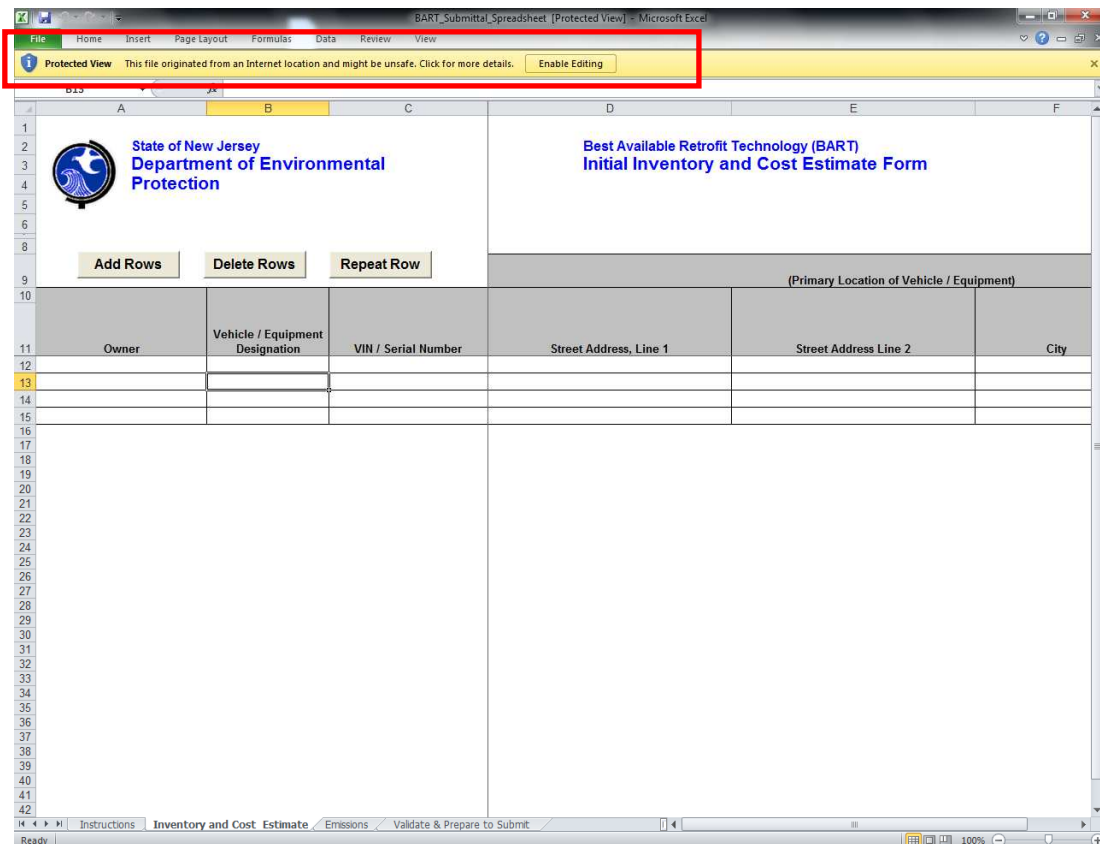 BART_Submittal_Spreadsheet [Protected View] - Microsoft Excel
File Home Insert Page Layout Formulas Data Review View
Protected View This file originated from an Internet location and might be unsafe. Click for more details. Enable Editing
B13 fx
A B C D E F
1
2 State of New Jersey Best Available Retrofit Technology (BART)
3 Department of Environmental Initial Inventory and Cost Estimate Form
4 Protection
5
6
8
Add Rows Delete Rows Repeat Row
9 (Primary Location of Vehicle / Equipment)
10
Vehicle / Equipment
11 Owner Designation VIN / Serial Number Street Address, Line 1 Street Address Line 2 City
12
13
14
15
16
17
18
19
20
21
22
23
24
25
26
27
28
29
30
31
32
33
34
35
36
37
38
39
40
41
42
Instructions Inventory and Cost Estimate Emissions Validate & Prepare to Submit
Ready 100%